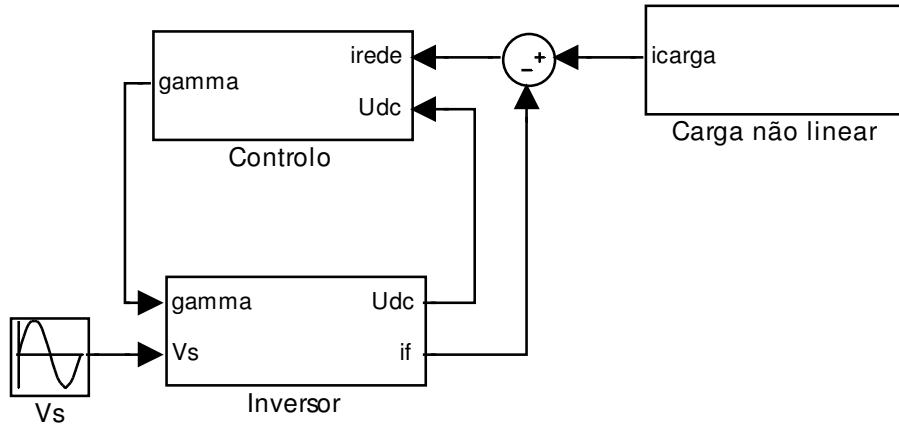 irede
gamma
Udc
Controlo
- +
icarga
Carga não linear
gamma
Udc
Vs
if
Inversor
Vs